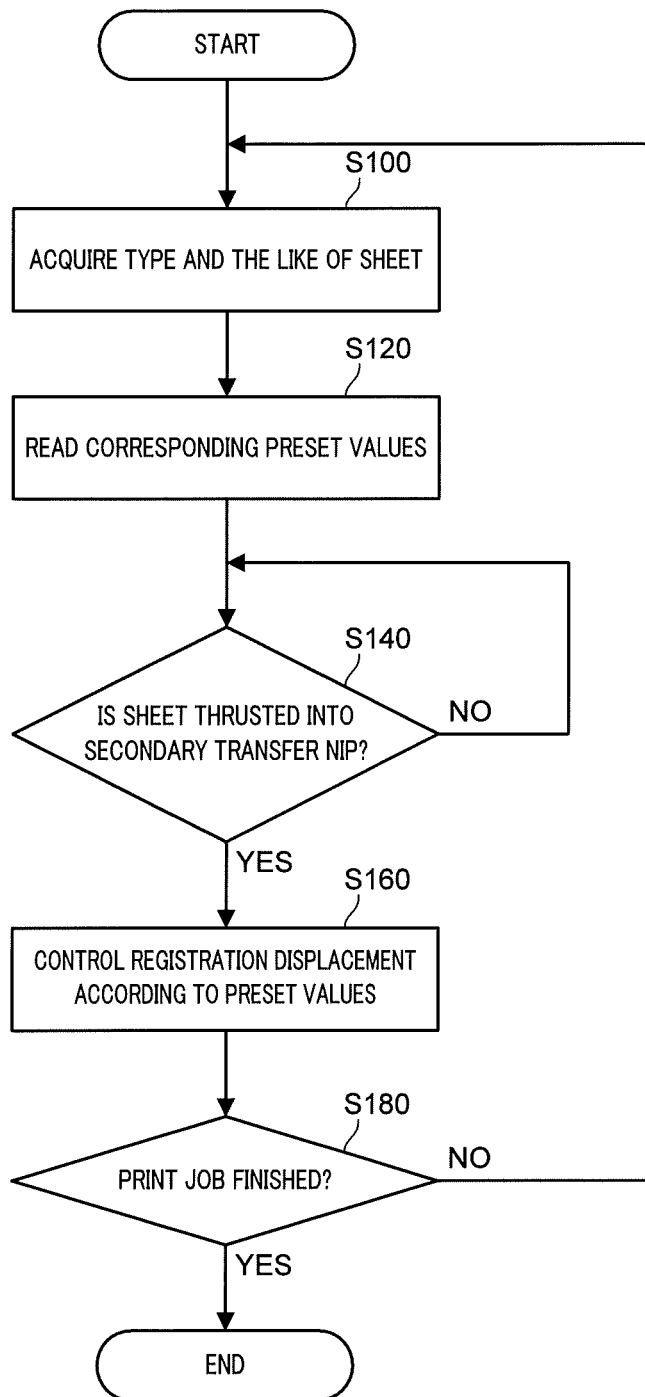 START
S100
ACQUIRE TYPE AND THE LIKE OF SHEET
S120
READ CORRESPONDING PRESET VALUES
S140
IS SHEET THRUSTED INTO
SECONDARY TRANSFER NIP?
NO
YES
S160
CONTROL REGISTRATION DISPLACEMENT
ACCORDING TO PRESET VALUES
S180
PRINT JOB FINISHED?
NO
YES
END